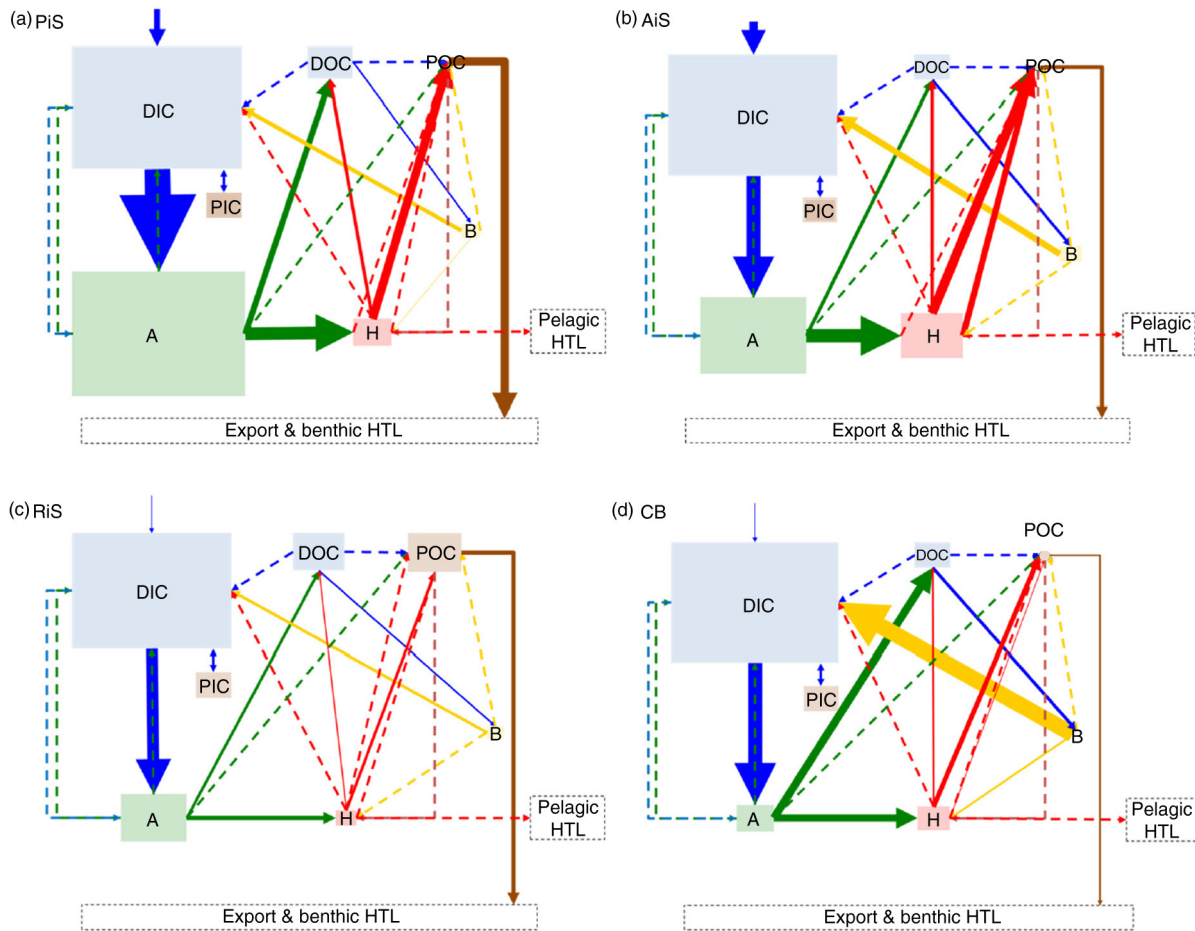 (a) PiS
DIC
DOC
POC
PIC
B
A
H
Pelagic
HTL
Export & benthic HTL
(b) AiS
DIC
DOC
POC
PIC
B
A
H
Pelagic
HTL
Export & benthic HTL
(c) RiS
DIC
DOC
POC
PIC
B
A
H
Pelagic
HTL
Export & benthic HTL
(d) CB
POC
DOC
DIC
PIC
B
A
H
Pelagic
HTL
Export & benthic HTL